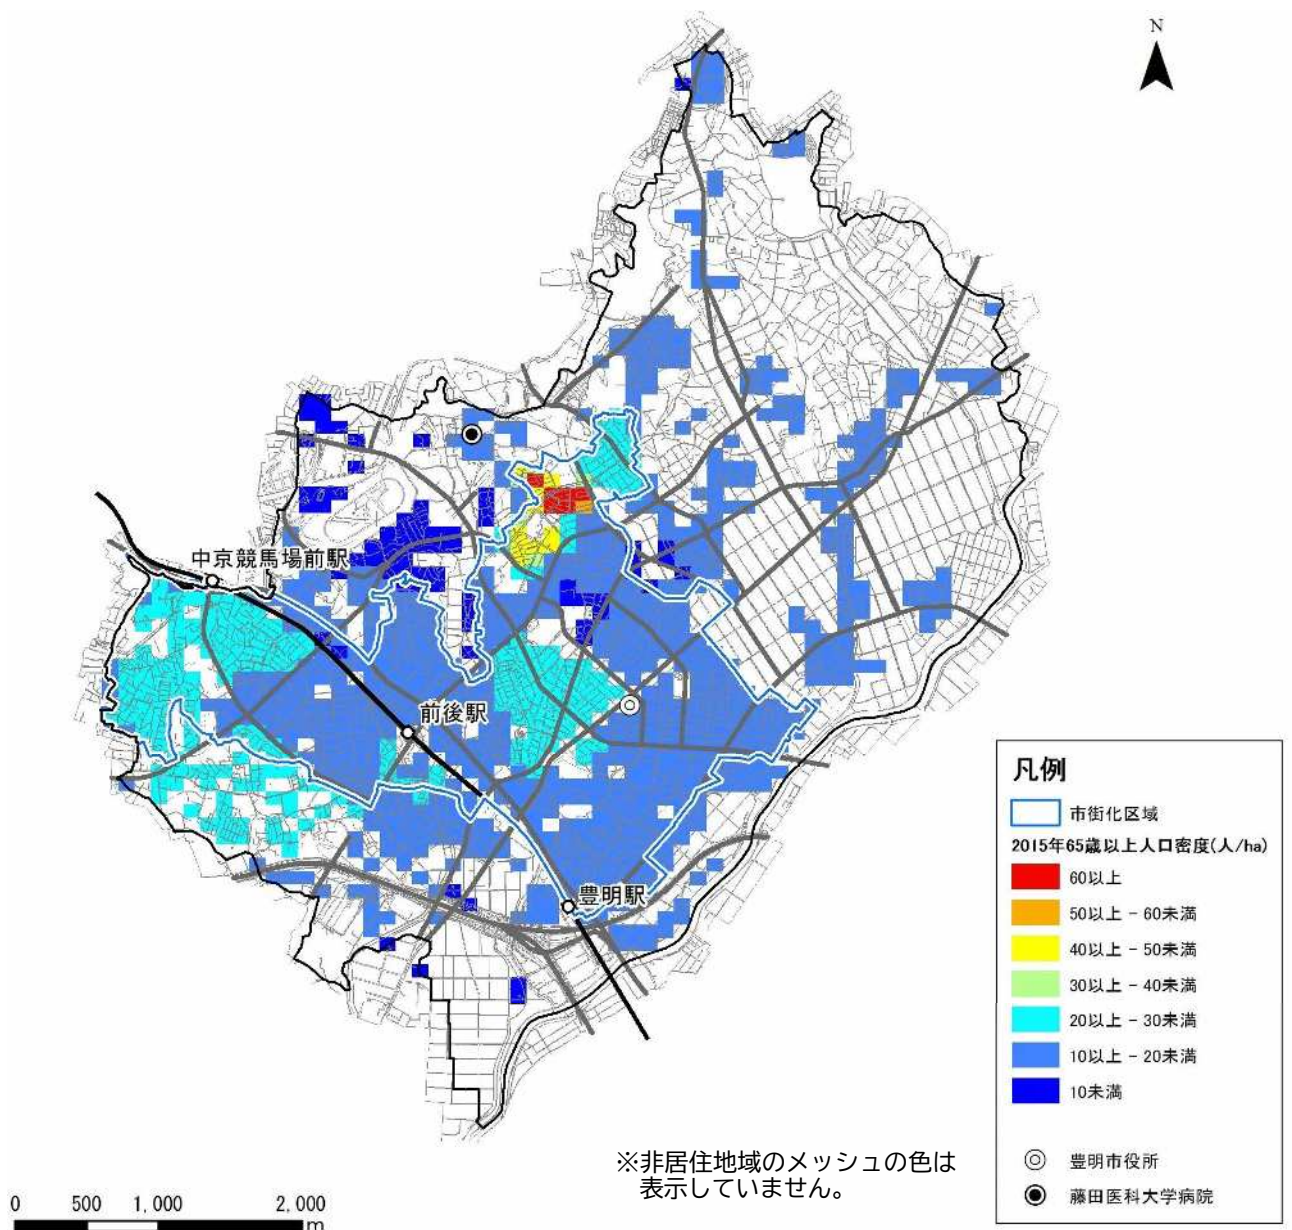 N
中京競馬場前駅
前後駅
豊明駅
凡例
市街化区域
2015年65歳以上人口密度(人/ha)
60以上
50以上 - 60未満
40以上 - 50未満
30以上 - 40未満
20以上 - 30未満
10以上 - 20未満
10未満
豊明市役所
藤田医科大学病院
※非居住地域のメッシュの色は
表示していません。
0 500 1,000 2,000
m